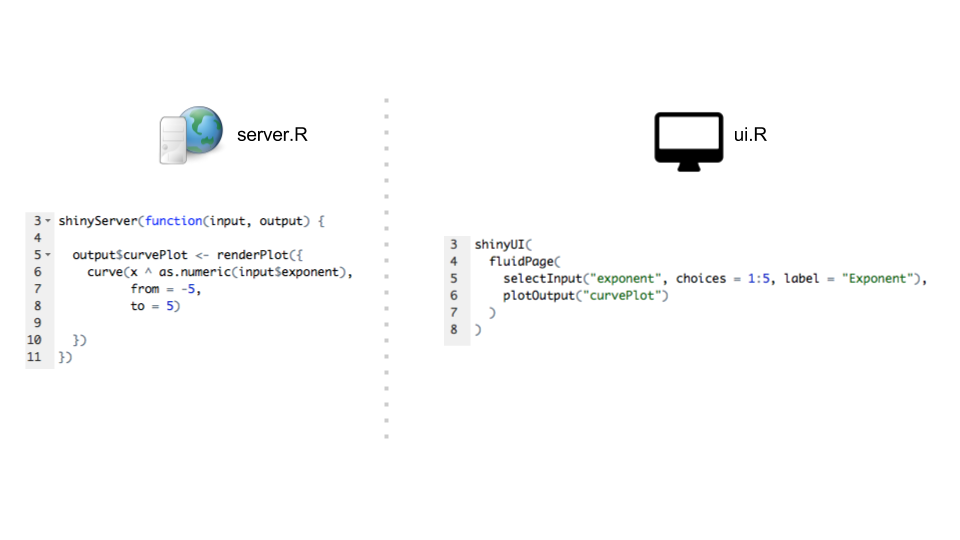 server.R
3 shinyServer(function(input, output) {
4
5 output$curvePlot <- renderPlot({
6 curve(x ^ as.numeric(input$exponent),
7 from = -5,
8 to = 5)
9
10 })
11 })
ui.R
3 shinyUI(
4 fluidPage(
5 selectInput("exponent", choices = 1:5, label = "Exponent"),
6 plotOutput("curvePlot")
7 )
8 )